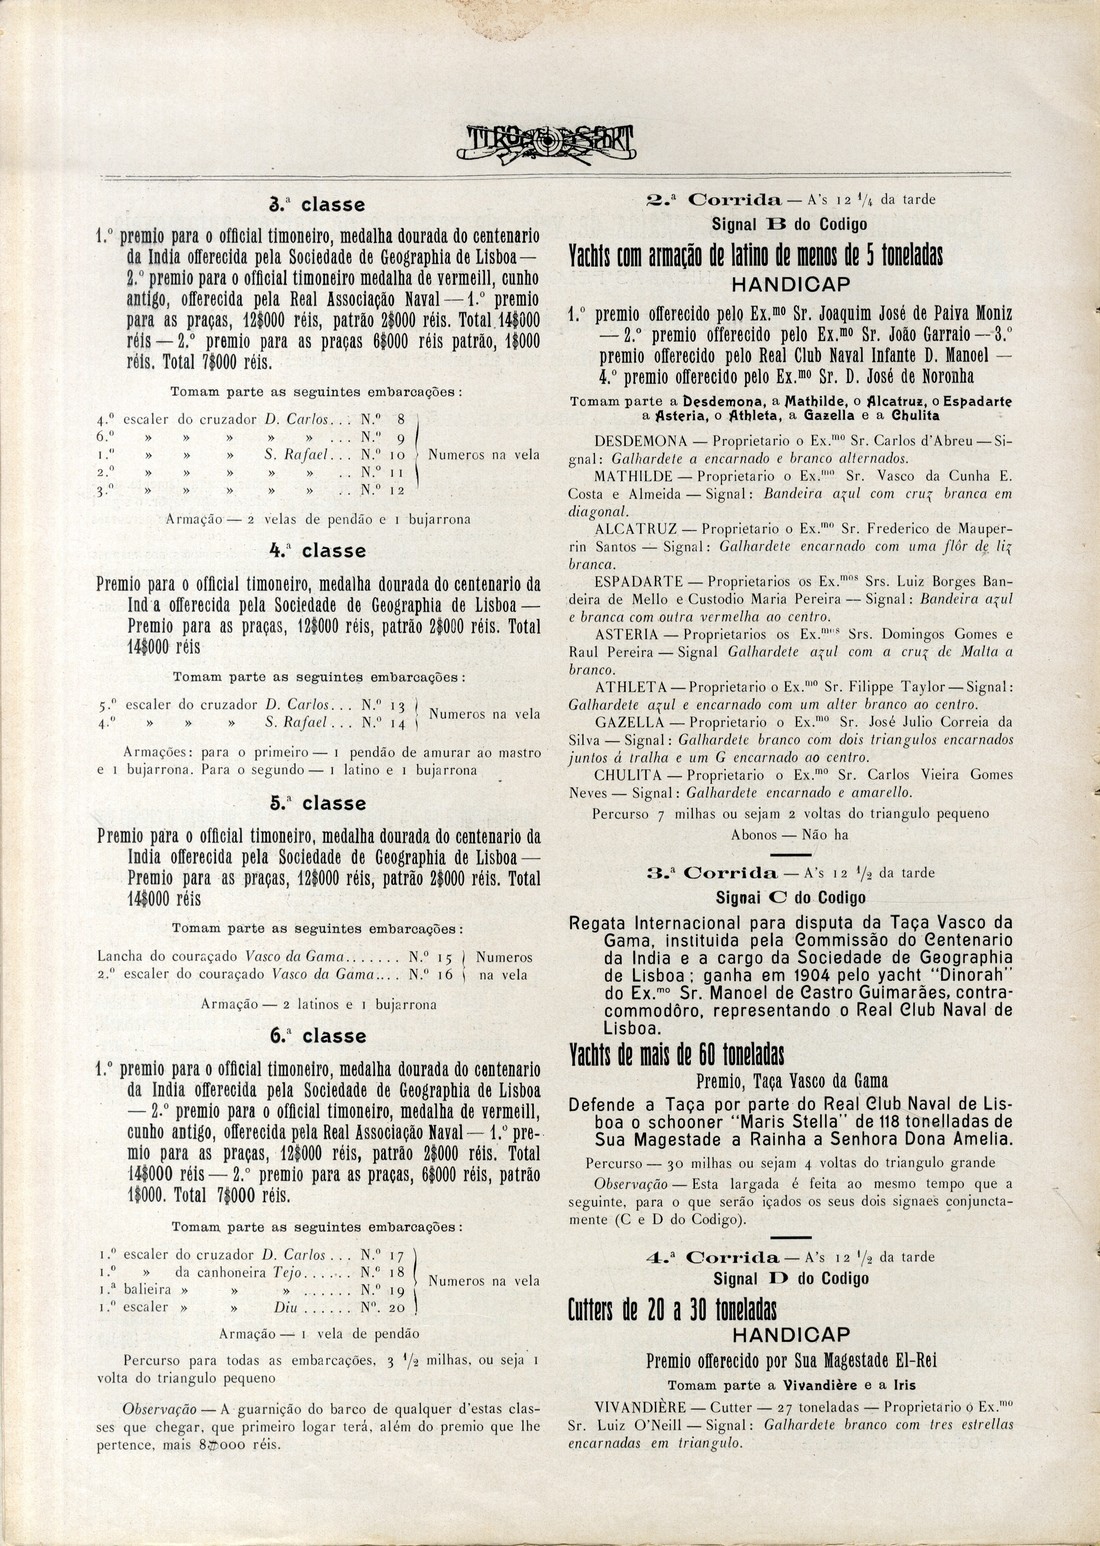 TIRO E SPORT
3.ª classe
1.º premio para o official timoneiro, medalha dourada do centenario
da India offerecida pela Sociedade de Geographia de Lisboa —
2.º premio para o official timoneiro medalha de vermeill, cunho
antigo, offerecida pela Real Associação Naval — 1.º premio
para as praças, 12$000 réis, patrão 2$000 réis. Total 14$000
réis — 2.º premio para as praças 6$000 réis patrão, 1$000
réis. Total 7$000 réis.
Tomam parte as seguintes embarcações:
4.º escaler do cruzador D. Carlos... N.º 8
6.º » » » » » ... N.º 9
1.º » » » S. Rafael... N.º 10 Numeros na vela
2.º » » » » » .. N.º 11
3.º » » » » » .. N.º 12
Armação — 2 velas de pendão e 1 bujarrona
4.ª classe
Premio para o official timoneiro, medalha dourada do centenario da
Ind a offerecida pela Sociedade de Geographia de Lisboa —
Premio para as praças, 12$000 réis, patrão 2$000 réis. Total
14$000 réis
Tomam parte as seguintes embarcações:
5.º escaler do cruzador D. Carlos... N.º 13
4.º » » » S. Rafael... N.º 14 Numeros na vela
Armações: para o primeiro — 1 pendão de amurar ao mastro
e 1 bujarrona. Para o segundo — 1 latino e 1 bujarrona
5.ª classe
Premio para o official timoneiro, medalha dourada do centenario da
India offerecida pela Sociedade de Geographia de Lisboa —
Premio para as praças, 12$000 réis, patrão 2$000 réis. Total
14$000 réis
Tomam parte as seguintes embarcações:
Lancha do couraçado Vasco da Gama....... N.º 15 Numeros
2.º escaler do couraçado Vasco da Gama.... N.º 16 na vela
Armação — 2 latinos e 1 bujarrona
6.ª classe
1.º premio para o official timoneiro, medalha dourada do centenario
da India offerecida pela Sociedade de Geographia de Lisboa
— 2.º premio para o official timoneiro, medalha de vermeill,
cunho antigo, offerecida pela Real Associação Naval — 1.º pre-
mio para as praças, 12$000 réis, patrão 2$000 réis. Total
14$000 réis — 2.º premio para as praças, 6$000 réis, patrão
1$000. Total 7$000 réis.
Tomam parte as seguintes embarcações:
1.º escaler do cruzador D. Carlos ... N.º 17
1.º » da canhoneira Tejo...... N.º 18
1.ª balieira » » » ...... N.º 19 Numeros na vela
1.º escaler » » Diu ...... Nº. 20
Armação — 1 vela de pendão
Percurso para todas as embarcações, 3 1/2 milhas, ou seja 1
volta do triangulo pequeno
Observação — A guarnição do barco de qualquer d'estas clas-
ses que chegar, que primeiro logar terá, além do premio que lhe
pertence, mais 8$000 réis.
2.ª Corrida — A's 12 1/4 da tarde
Signal B do Codigo
Yachts com armação de latino de menos de 5 toneladas
HANDICAP
1.º premio offerecido pelo Ex.mo Sr. Joaquim José de Paiva Moniz
— 2.º premio offerecido pelo Ex.mo Sr. João Garraio — 3.º
premio offerecido pelo Real Club Naval Infante D. Manoel —
4.º premio offerecido pelo Ex.mo Sr. D. José de Noronha
Tomam parte a Desdemona, a Mathilde, o Alcatruz, o Espadarte
a Asteria, o Athleta, a Gazella e a Chulita
DESDEMONA — Proprietario o Ex.mo Sr. Carlos d'Abreu — Si-
gnal: Galhardete a encarnado e branco alternados.
MATHILDE — Proprietario o Ex.mo Sr. Vasco da Cunha E.
Costa e Almeida — Signal: Bandeira azul com cruz branca em
diagonal.
ALCATRUZ — Proprietario o Ex.mo Sr. Frederico de Mauper-
rin Santos — Signal: Galhardete encarnado com uma flôr de liz
branca.
ESPADARTE — Proprietarios os Ex.mos Srs. Luiz Borges Ban-
deira de Mello e Custodio Maria Pereira — Signal: Bandeira azul
e branca com outra vermelha ao centro.
ASTERIA — Proprietarios os Ex.mos Srs. Domingos Gomes e
Raul Pereira — Signal Galhardete azul com a cruz de Malta a
branco.
ATHLETA — Proprietario o Ex.mo Sr. Filippe Taylor — Signal:
Galhardete azul e encarnado com um alter branco ao centro.
GAZELLA — Proprietario o Ex.mo Sr. José Julio Correia da
Silva — Signal: Galhardete branco com dois triangulos encarnados
juntos á tralha e um G encarnado ao centro.
CHULITA — Proprietario o Ex.mo Sr. Carlos Vieira Gomes
Neves — Signal: Galhardete encarnado e amarello.
Percurso 7 milhas ou sejam 2 voltas do triangulo pequeno
Abonos — Não ha
3.ª Corrida — A's 12 1/2 da tarde
Signai C do Codigo
Regata Internacional para disputa da Taça Vasco da
Gama, instituida pela Commissão do Centenario
da India e a cargo da Sociedade de Geographia
de Lisboa; ganha em 1904 pelo yacht "Dinorah"
do Ex.mo Sr. Manoel de Castro Guimarães, contra-
commodôro, representando o Real Club Naval de
Lisboa.
Yachts de mais de 60 toneladas
Premio, Taça Vasco da Gama
Defende a Taça por parte do Real Club Naval de Lis-
boa o schooner "Maris Stella" de 118 tonelladas de
Sua Magestade a Rainha a Senhora Dona Amelia.
Percurso — 30 milhas ou sejam 4 voltas do triangulo grande
Observação — Esta largada é feita ao mesmo tempo que a
seguinte, para o que serão içados os seus dois signaes conjuncta-
mente (C e D do Codigo).
4.ª Corrida — A's 12 1/2 da tarde
Signal D do Codigo
Cutters de 20 a 30 toneladas
HANDICAP
Premio offerecido por Sua Magestade El-Rei
Tomam parte a Vivandière e a Iris
VIVANDIÈRE — Cutter — 27 toneladas — Proprietario o Ex.mo
Sr. Luiz O'Neill — Signal: Galhardete branco com tres estrellas
encarnadas em triangulo.